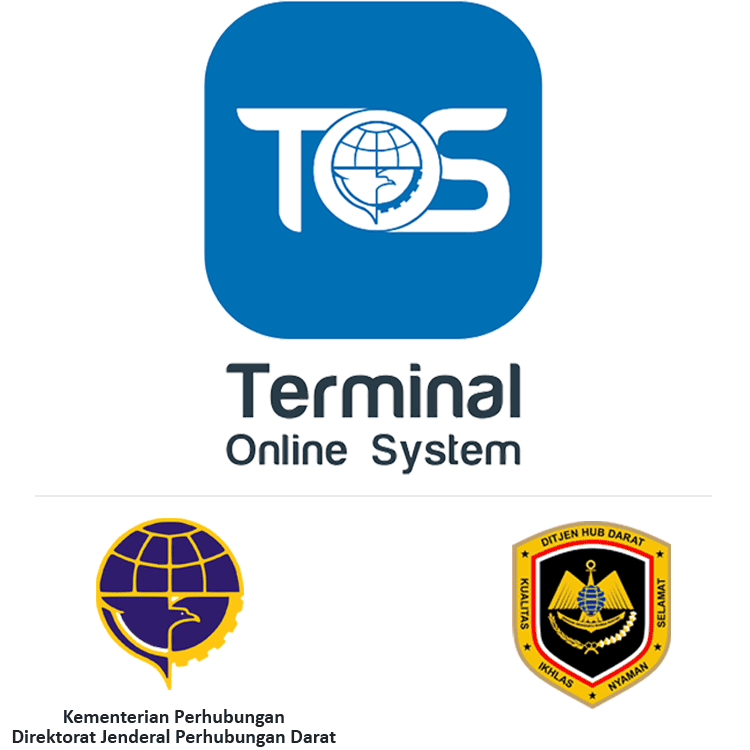 TOS
Terminal
Online System
DITJEN HUB DARAT
KUALITAS
SELAMAT
IKHLAS
NYAMAN
Kementerian Perhubungan
Direktorat Jenderal Perhubungan Darat